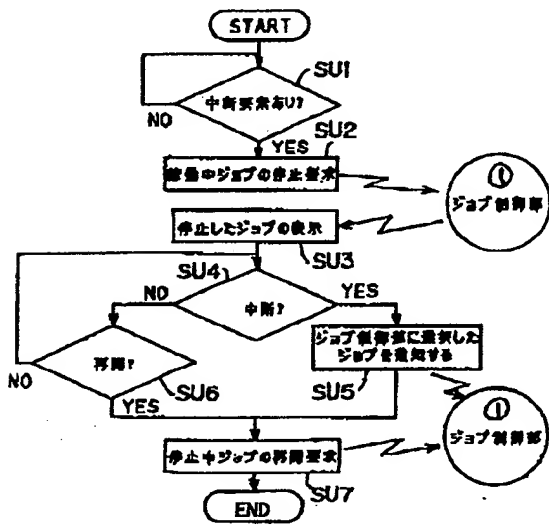 START
SU1
中断要素あり?
NO
YES
SU2
稼働中ジョブの停止要求
①
ジョブ制御部
停止したジョブの表示
SU3
SU4
NO
中断?
YES
ジョブ制御部に選択した
ジョブを通知する
SU5
再開?
NO
SU6
YES
①
ジョブ制御部
停止中ジョブの再開要求
SU7
END